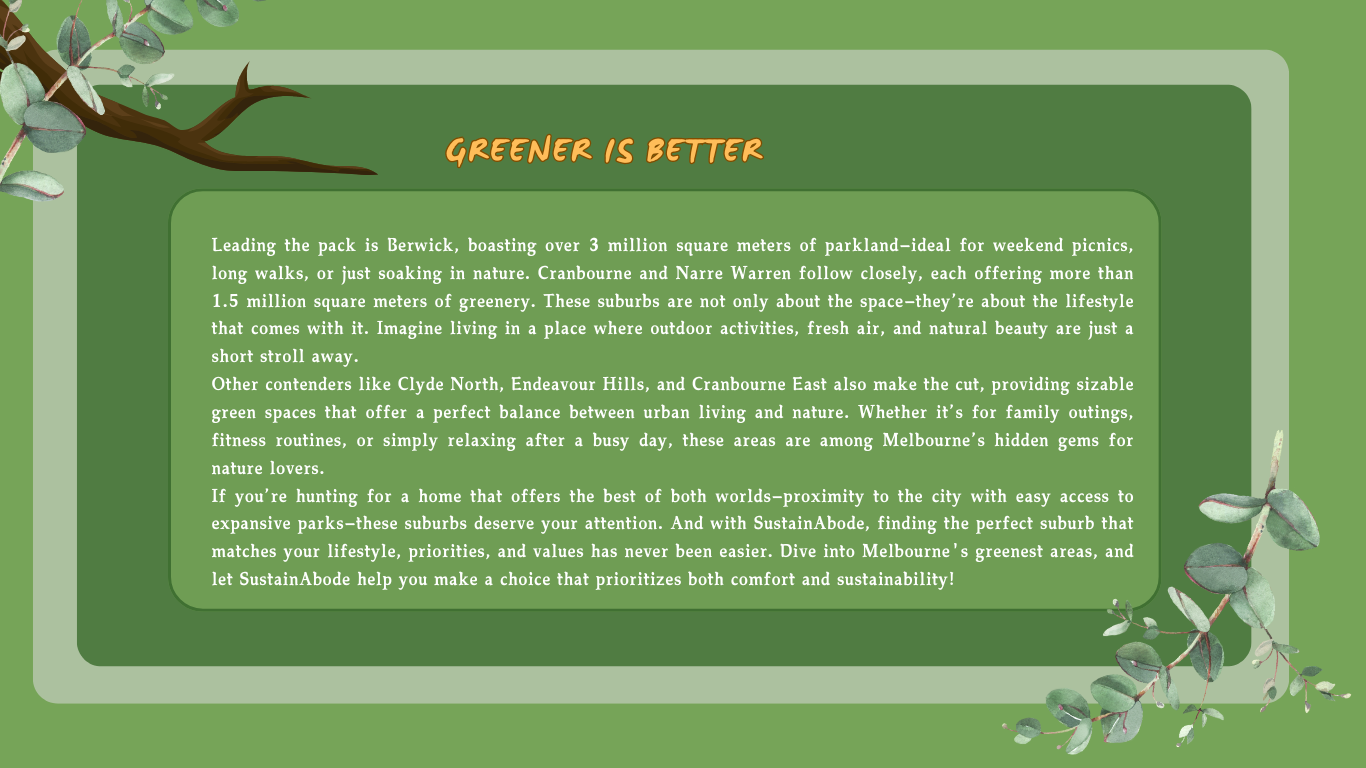 GREENER IS BETTER
Leading the pack is Berwick, boasting over 3 million square meters of parkland–ideal for weekend picnics,
long walks, or just soaking in nature. Cranbourne and Narre Warren follow closely, each offering more than
1.5 million square meters of greenery. These suburbs are not only about the space–they’re about the lifestyle
that comes with it. Imagine living in a place where outdoor activities, fresh air, and natural beauty are just a
short stroll away.
Other contenders like Clyde North, Endeavour Hills, and Cranbourne East also make the cut, providing sizable
green spaces that offer a perfect balance between urban living and nature. Whether it’s for family outings,
fitness routines, or simply relaxing after a busy day, these areas are among Melbourne’s hidden gems for
nature lovers.
If you’re hunting for a home that offers the best of both worlds–proximity to the city with easy access to
expansive parks–these suburbs deserve your attention. And with SustainAbode, finding the perfect suburb that
matches your lifestyle, priorities, and values has never been easier. Dive into Melbourne's greenest areas, and
let SustainAbode help you make a choice that prioritizes both comfort and sustainability!